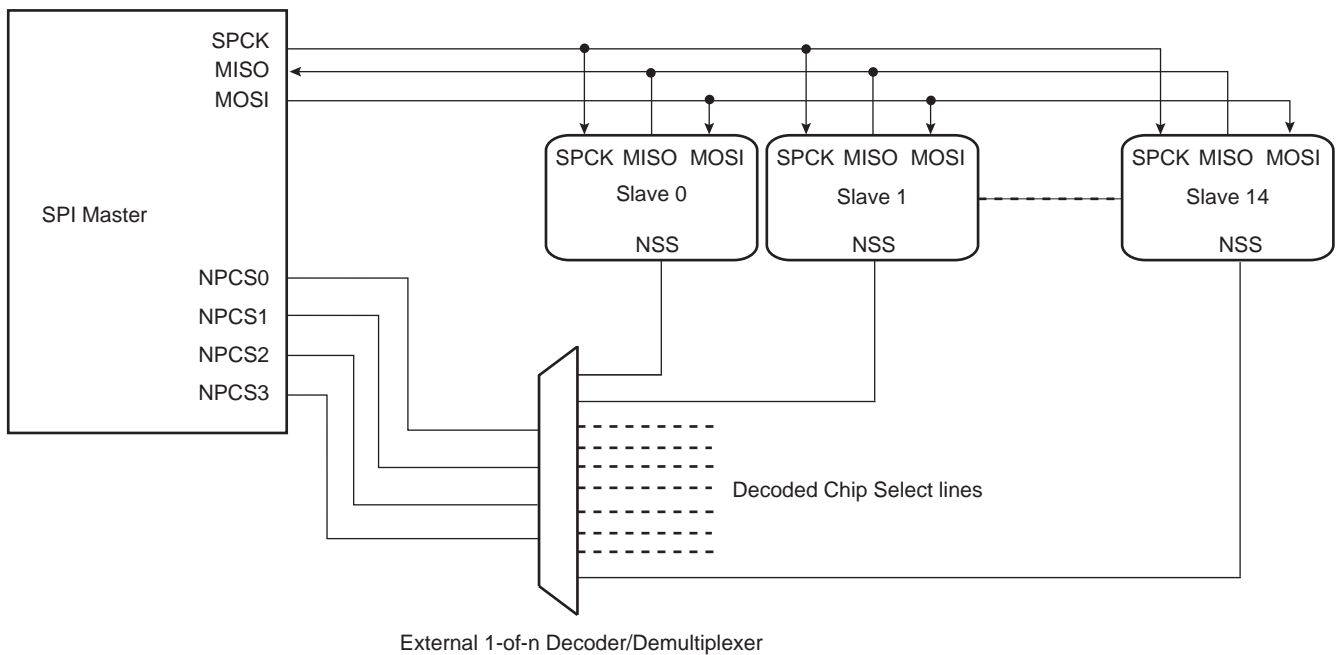 SPCK
MISO
MOSI
SPCK MISO MOSI
Slave 0
NSS
SPCK MISO MOSI
Slave 1
NSS
SPCK MISO MOSI
Slave 14
NSS
SPI Master
NPCS0
NPCS1
NPCS2
NPCS3
Decoded Chip Select lines
External 1-of-n Decoder/Demultiplexer